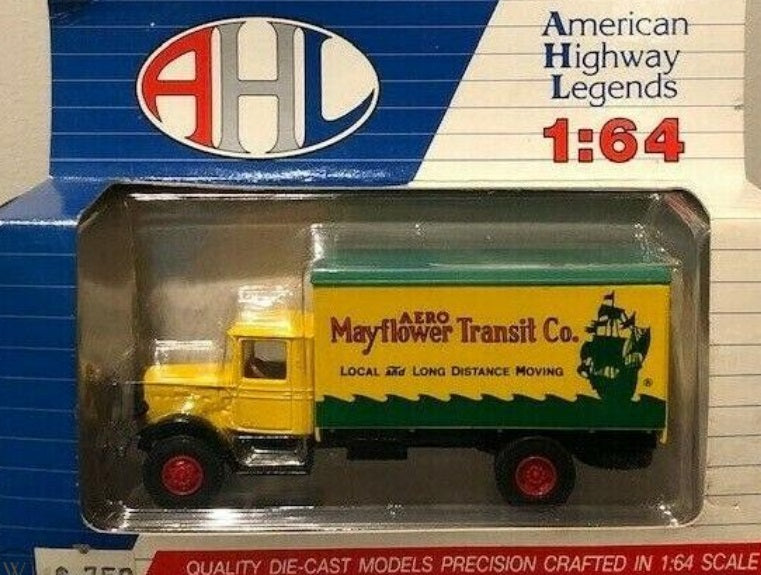 AHL
American
Highway
Legends
1:64
AERO
Mayflower Transit Co.
LOCAL and LONG DISTANCE MOVING
®
QUALITY DIE-CAST MODELS PRECISION CRAFTED IN 1:64 SCALE